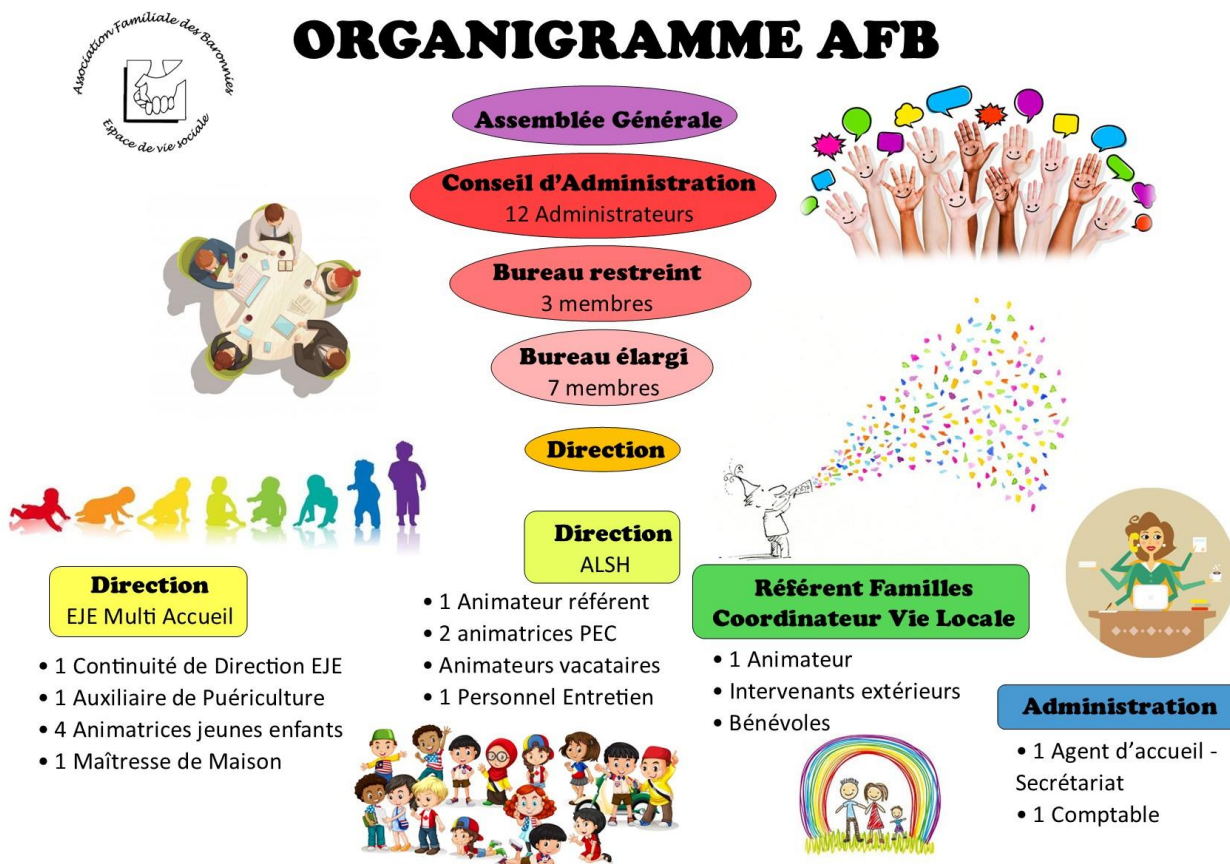 Association Familiale des Baronnies
Espace de vie sociale
ORGANIGRAMME AFB
Assemblée Générale
Conseil d'Administration
12 Administrateurs
Bureau restreint
3 membres
Bureau élargi
7 membres
Direction
Direction
EJE Multi Accueil
• 1 Continuité de Direction EJE
• 1 Auxiliaire de Puériculture
• 4 Animatrices jeunes enfants
• 1 Maîtresse de Maison
Direction
ALSH
• 1 Animateur référent
• 2 animatrices PEC
• Animateurs vacataires
• 1 Personnel Entretien
Référent Familles
Coordinateur Vie Locale
• 1 Animateur
• Intervenants extérieurs
• Bénévoles
Administration
• 1 Agent d'accueil -
Secrétariat
• 1 Comptable